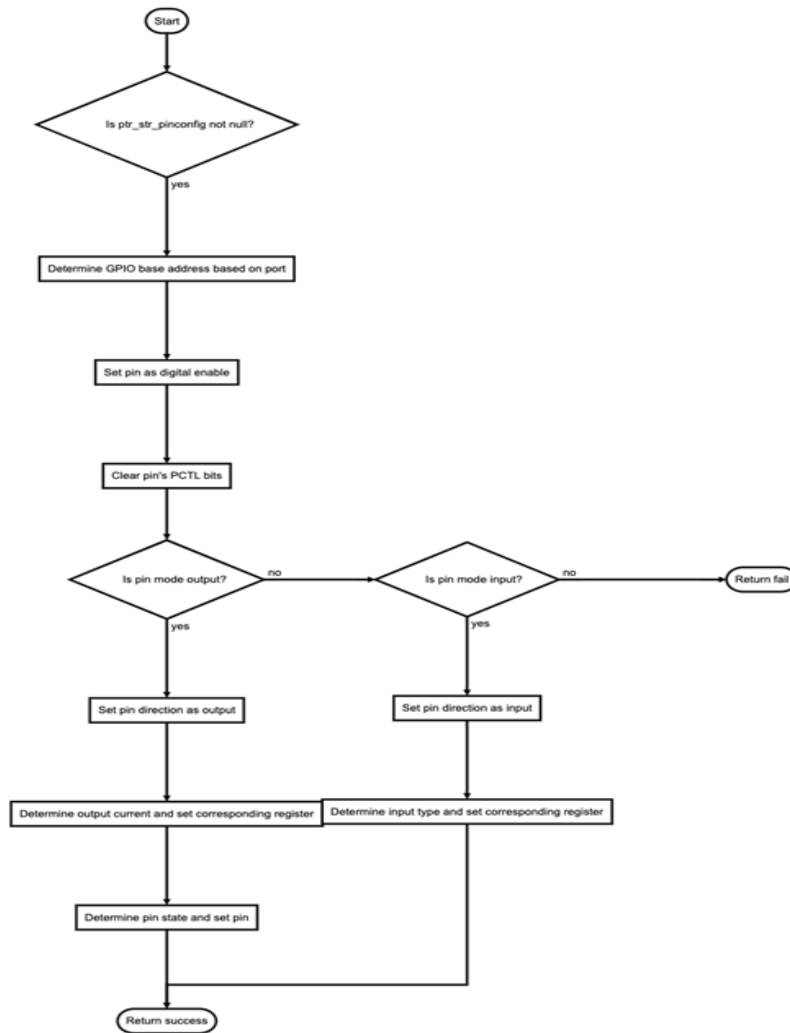 Start
Is ptr_str_pinconfig not null?
yes
Determine GPIO base address based on port
Set pin as digital enable
Clear pin's PCTL bits
Is pin mode output?
no
Is pin mode input?
no
Return fail
yes
yes
Set pin direction as output
Set pin direction as input
Determine output current and set corresponding register
Determine input type and set corresponding register
Determine pin state and set pin
Return success